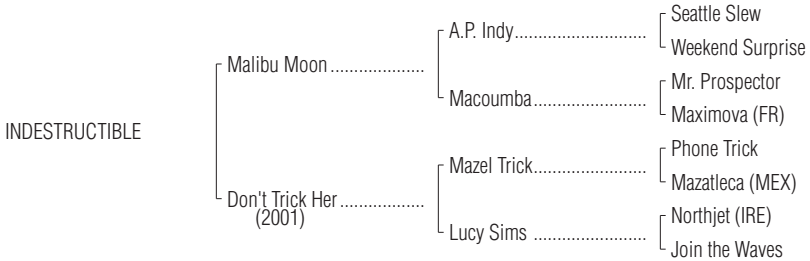 Seattle Slew
A.P. Indy..............................
Weekend Surprise
Malibu Moon .....................
Mr. Prospector
Macoumba..........................
Maximova (FR)
INDESTRUCTIBLE
Phone Trick
Mazel Trick..........................
Mazatleca (MEX)
Don't Trick Her ...................
(2001)
Northjet (IRE)
Lucy Sims ..........................
Join the Waves